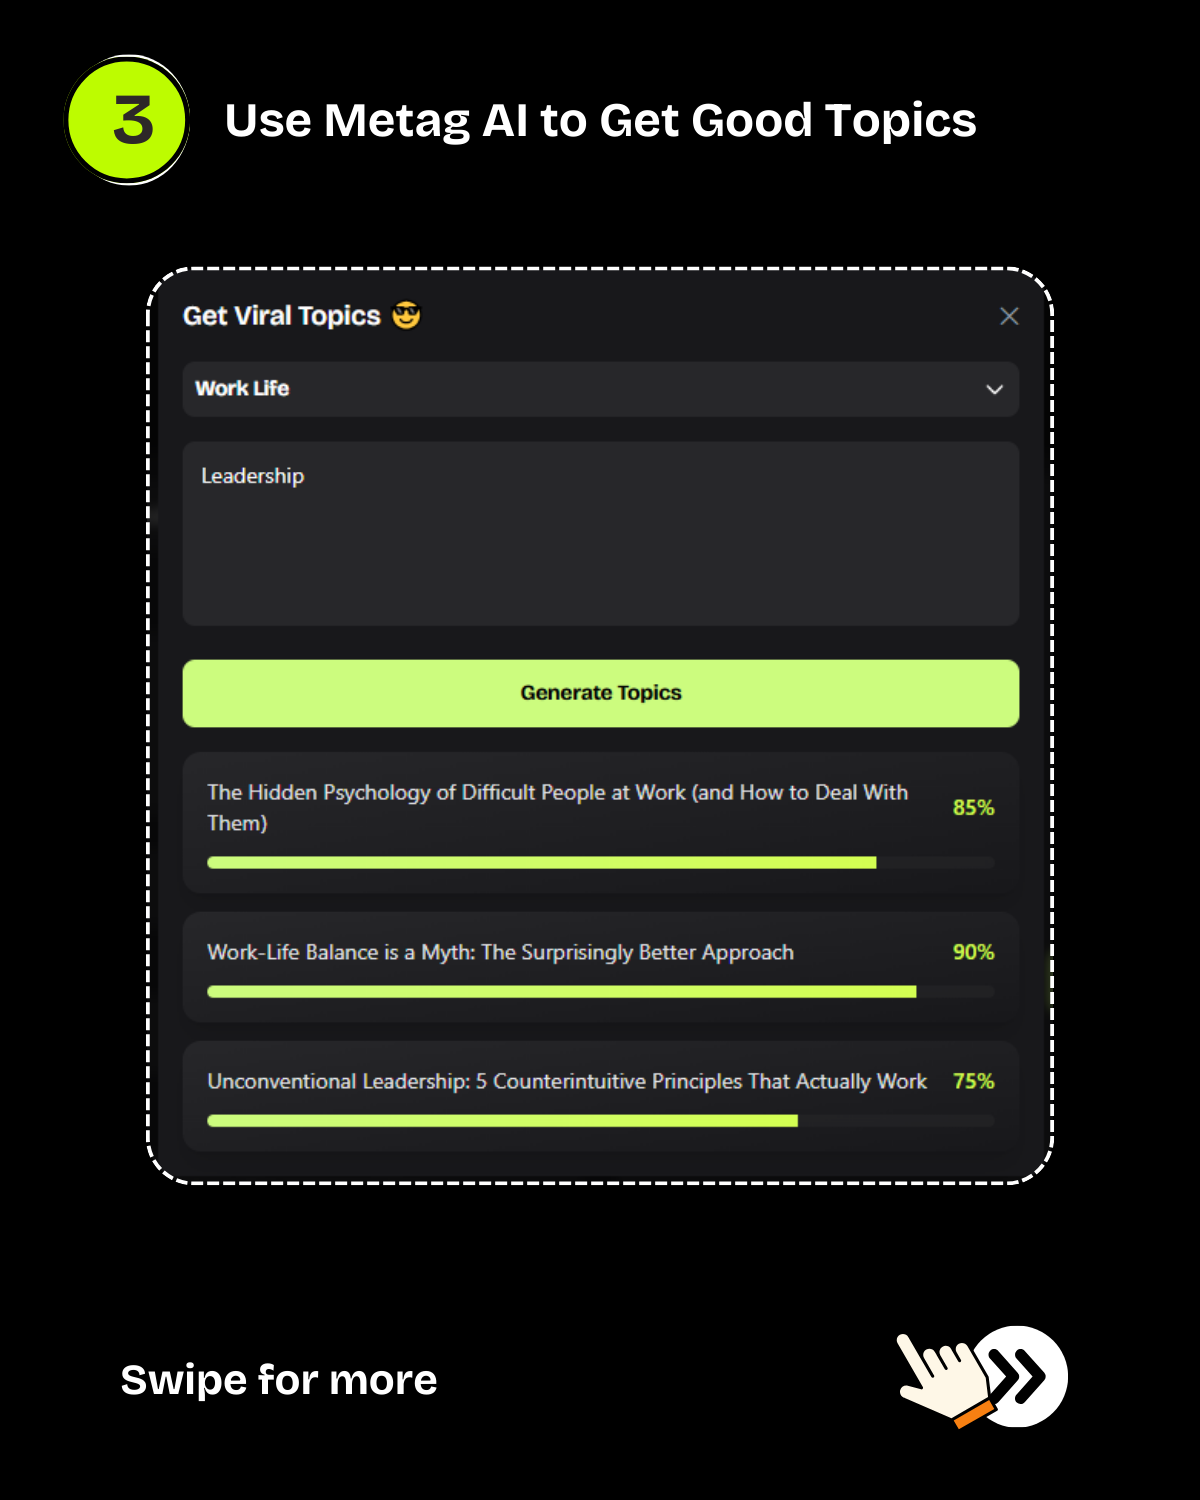 3
Use Metag AI to Get Good Topics
Get Viral Topics 😎
Work Life
Leadership
Generate Topics
The Hidden Psychology of Difficult People at Work (and How to Deal With
Them)
85%
Work-Life Balance is a Myth: The Surprisingly Better Approach
90%
Unconventional Leadership: 5 Counterintuitive Principles That Actually Work
75%
Swipe for more